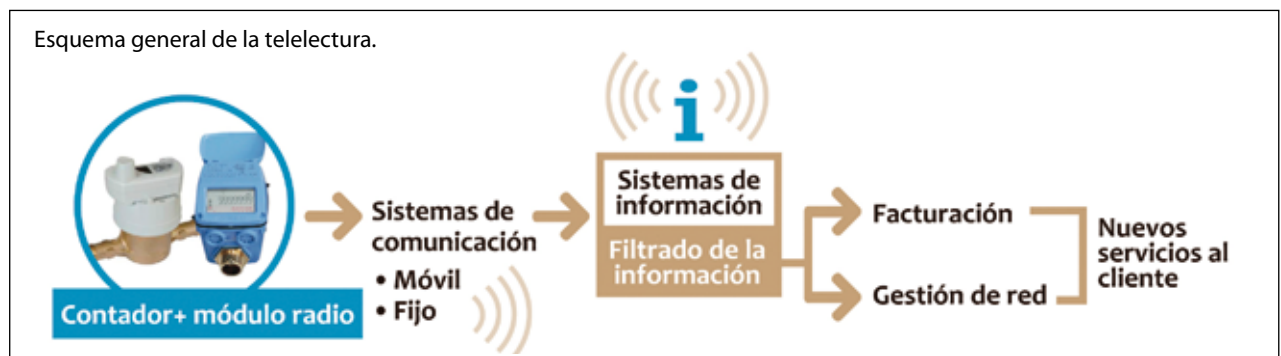 Esquema general de la telelectura.
i
Contador+ módulo radio
Sistemas de
comunicación
• Móvil
• Fijo
Sistemas de
información
Filtrado de la
información
Facturación
Gestión de red
Nuevos
servicios al
cliente